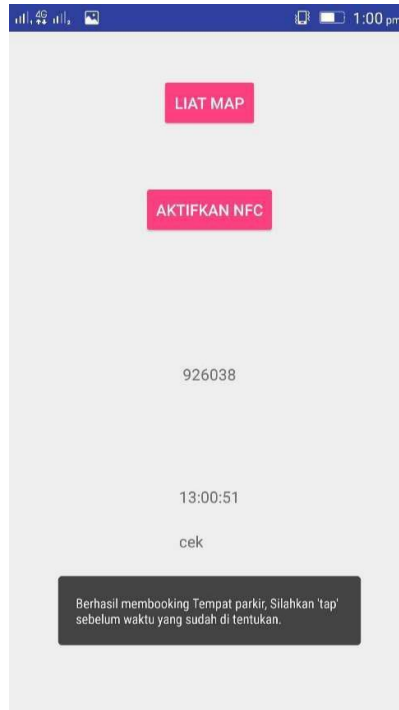 4G 1:00 pm
LIAT MAP
AKTIFKAN NFC
926038
13:00:51
cek
Berhasil membooking Tempat parkir, Silahkan 'tap'
sebelum waktu yang sudah di tentukan.